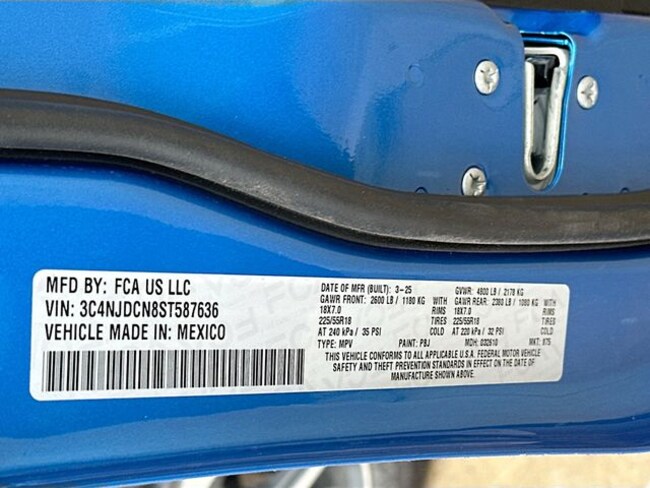 MFD BY: FCA US LLC
VIN: 3C4NJDCN8ST587636
VEHICLE MADE IN: MEXICO
DATE OF MFR (BUILT): 3-25 GVWR: 4800 LB / 2178 KG
GAWR FRONT: 2600 LB / 1180 KG WITH GAWR REAR: 2380 LB / 1080 KG WITH
18X7.0 RIMS 18X7.0 RIMS
225/55R18 TIRES 225/55R18 TIRES
AT 240 kPa / 35 PSI COLD AT 220 kPa / 32 PSI COLD
TYPE: MPV PAINT: PBJ MDH: 032610 MKT: XT5
THIS VEHICLE CONFORMS TO ALL APPLICABLE U.S.A. FEDERAL MOTOR VEHICLE
SAFETY AND THEFT PREVENTION STANDARDS IN EFFECT ON THE DATE OF
MANUFACTURE SHOWN ABOVE.